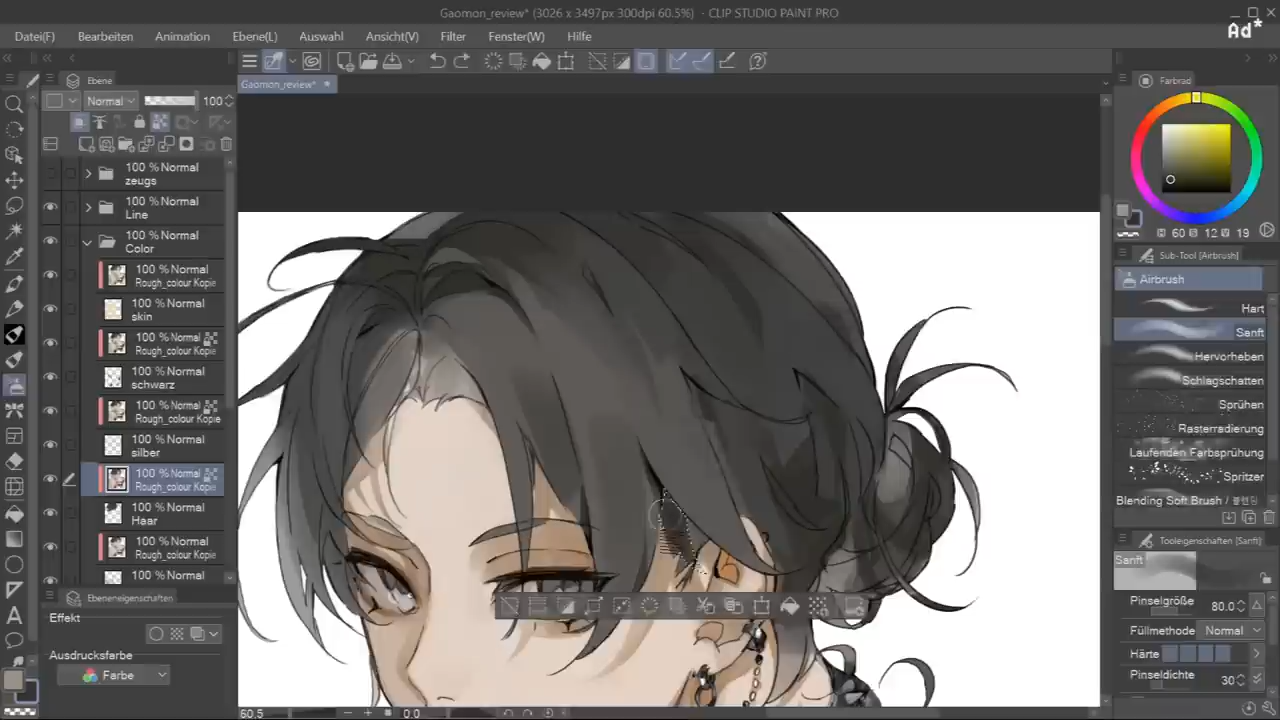 Gaomon_review* (3026 x 3497px 300dpi 60.5%) - CLIP STUDIO PAINT PRO
Ad*
Datei(F) Bearbeiten Animation Ebene(L) Auswahl Ansicht(V) Filter Fenster(W) Hilfe
Gaomon_review*
Ebene
Normal 100
100 % Normal
zeugs
100 % Normal
Line
100 % Normal
Color
100 % Normal
Rough_colour Kopie
100 % Normal
skin
100 % Normal
Rough_colour Kopie
100 % Normal
schwarz
100 % Normal
Rough_colour Kopie
100 % Normal
silber
100 % Normal
Rough_colour Kopie
100 % Normal
Haar
100 % Normal
Rough_colour Kopie
100 % Normal
Ebeneneigenschaften
Effekt
Ausdrucksfarbe
Farbe
60.5 0.0
Farbrad
H 60 S 12 V 19
Sub-Tool [Airbrush]
Airbrush
Hart
Sanft
Hervorheben
Schlagschatten
Sprühen
Rasterradierung
Laufenden Farbsprühung
Spritzer
Blending Soft Brush /
Tooleigenschaften [Sanft]
Sanft
Pinselgröße 80.0
Füllmethode Normal
Härte
Pinseldichte 30